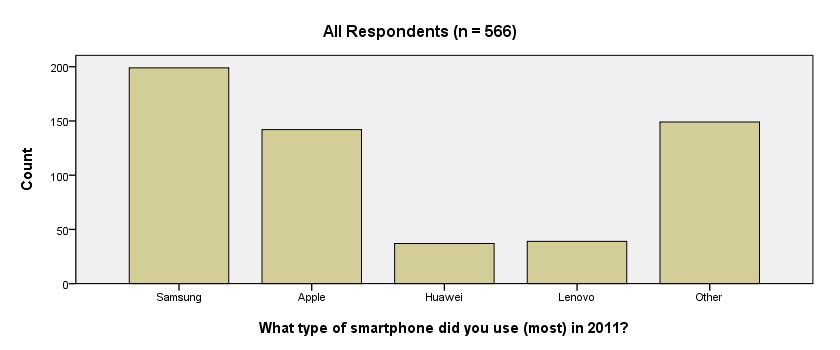 All Respondents (n = 566)
Count
200
150
100
50
0
Samsung Apple Huawei Lenovo Other
What type of smartphone did you use (most) in 2011?